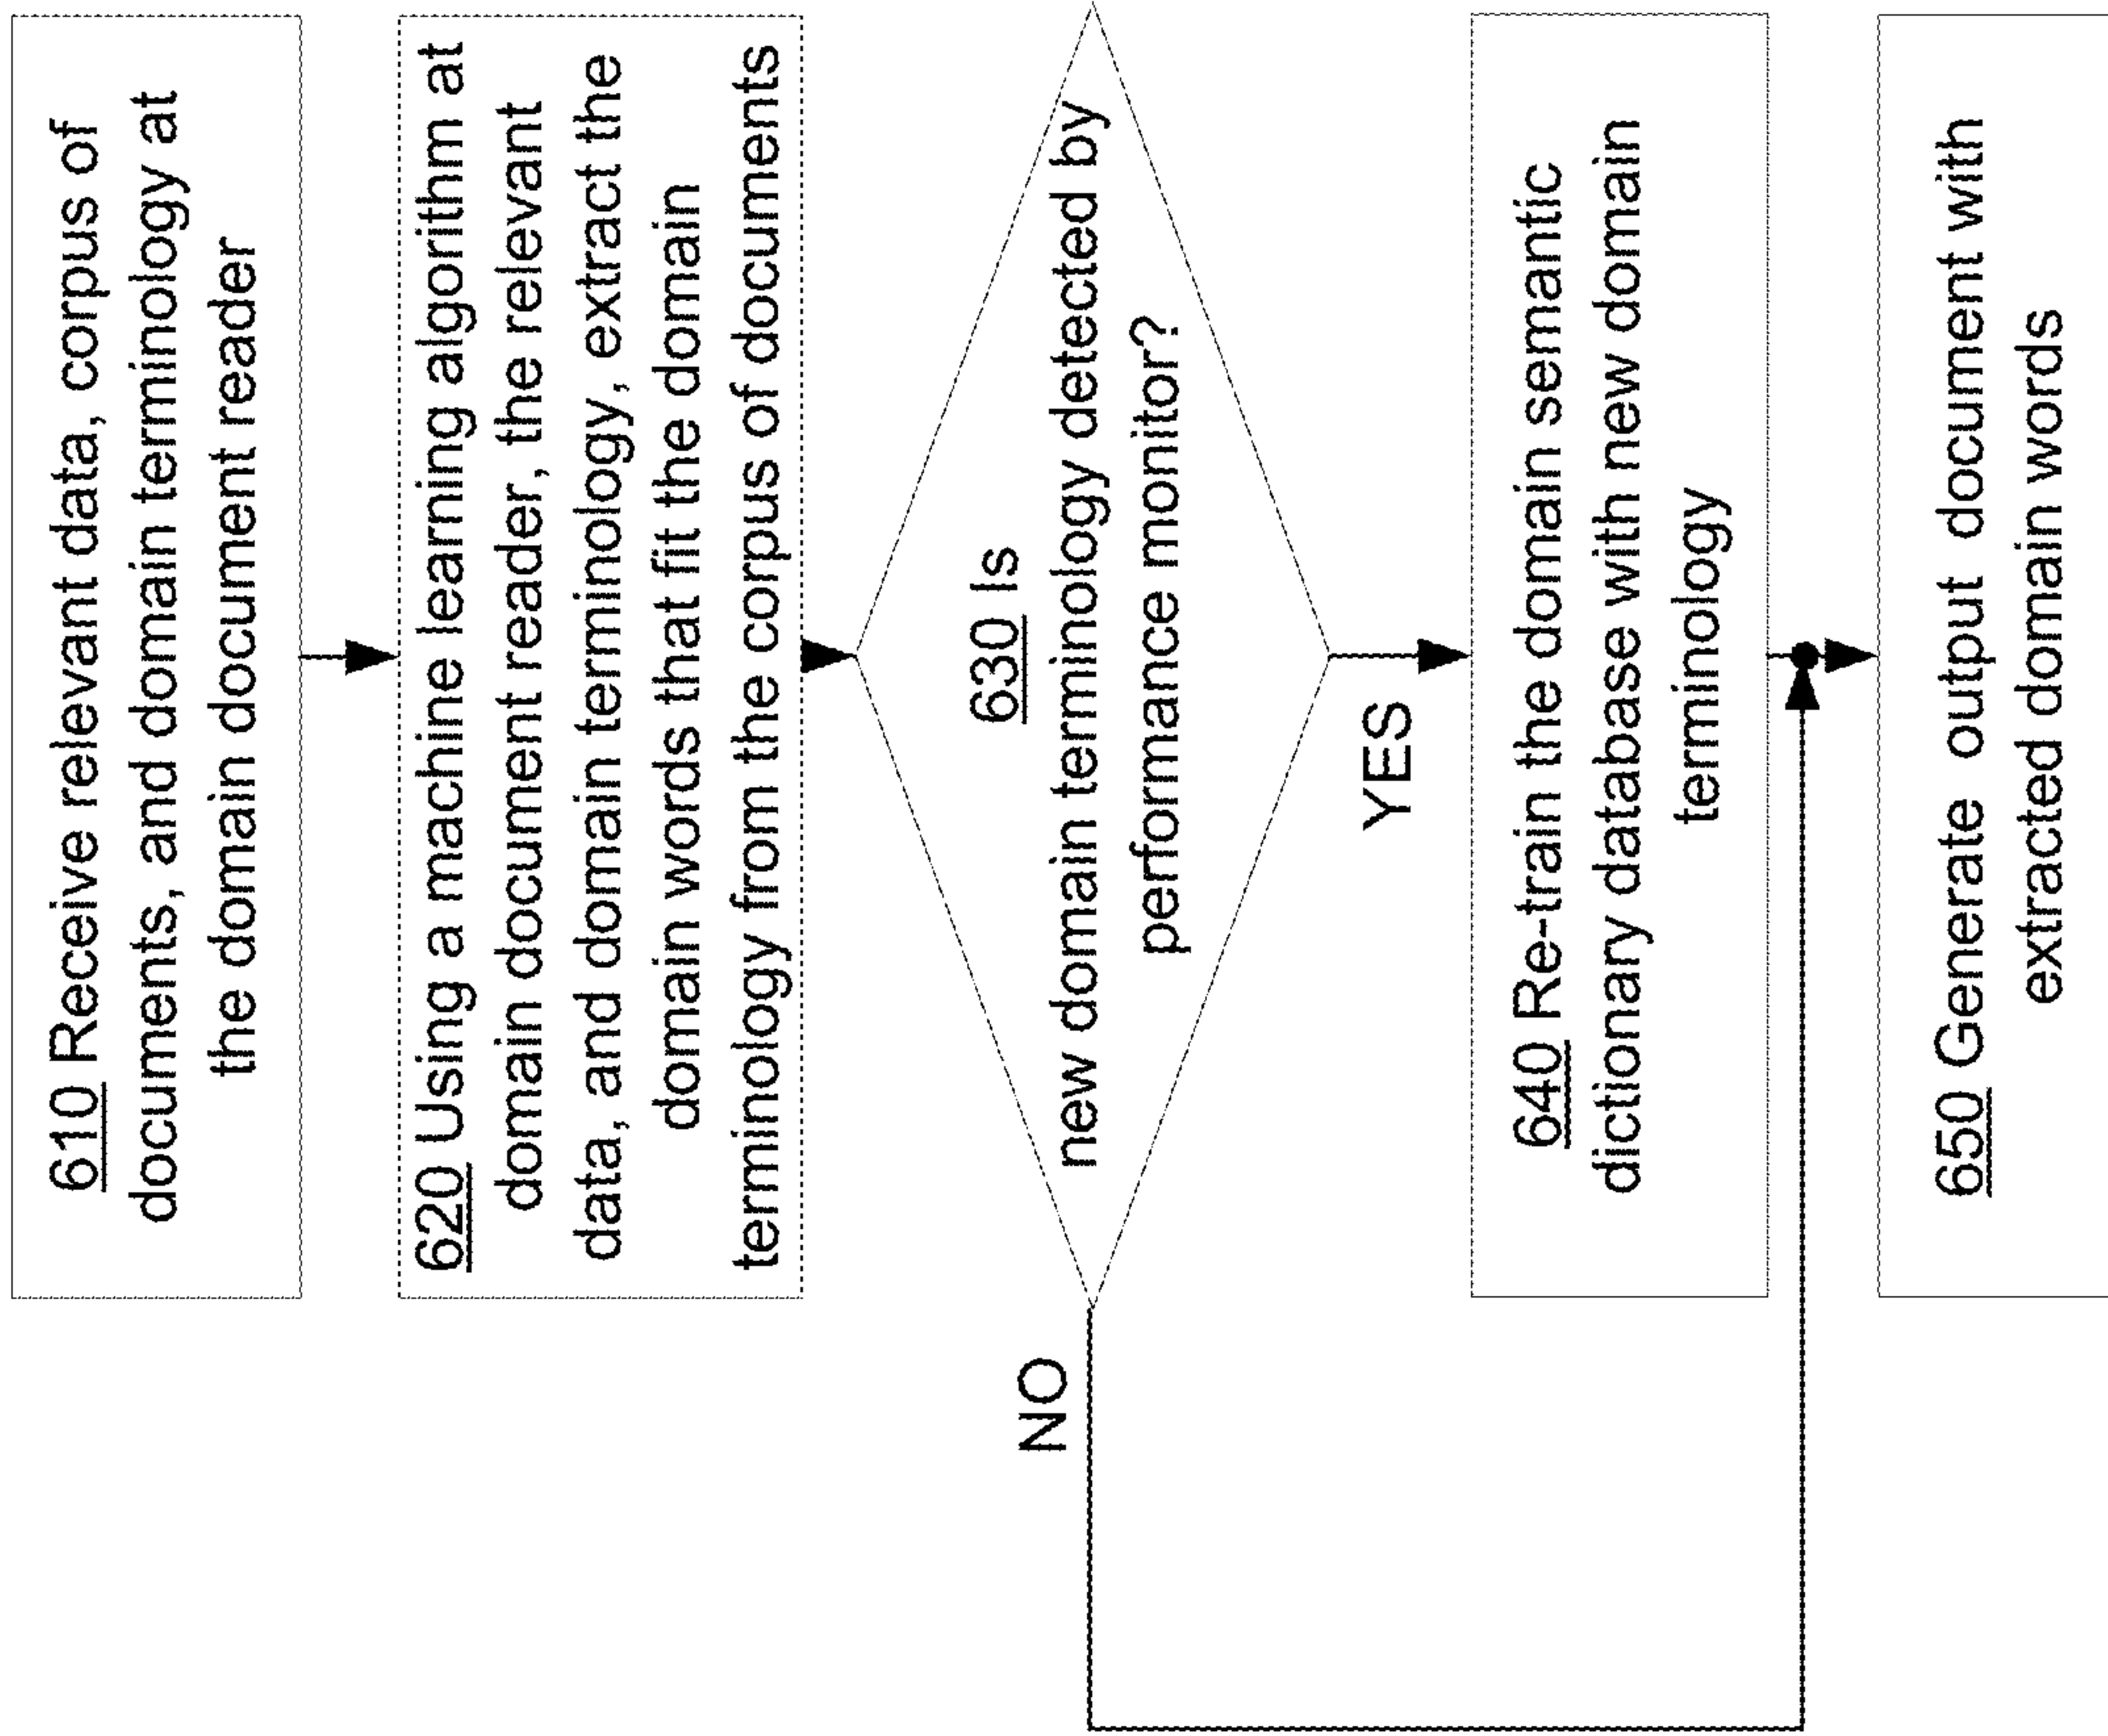 610 Receive relevant data, corpus of
documents, and domain terminology at
the domain document reader
620 Using a machine learning algorithm at
domain document reader, the relevant
data, and domain terminology, extract the
domain words that fit the domain
terminology from the corpus of documents
630 Is
new domain terminology detected by
performance monitor?
NO
YES
640 Re-train the domain semantic
dictionary database with new domain
terminology
650 Generate output document with
extracted domain words